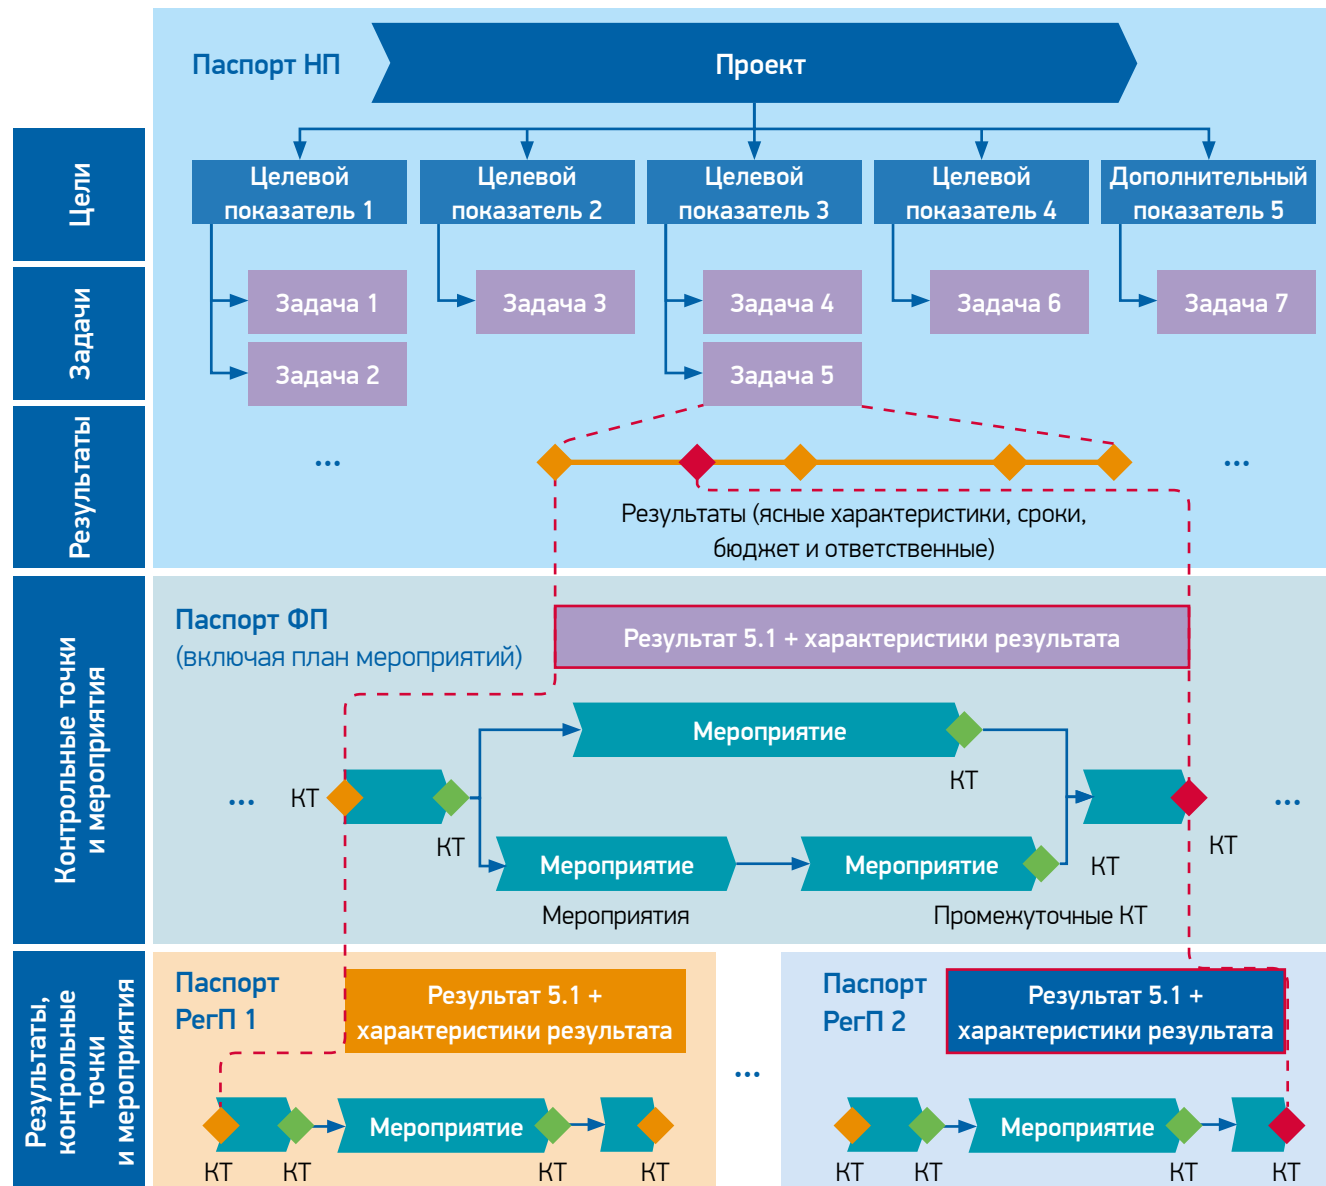 Паспорт НП
Проект
Цели
Целевой
показатель 1
Целевой
показатель 2
Целевой
показатель 3
Целевой
показатель 4
Дополнительный
показатель 5
Задачи
Задача 1
Задача 3
Задача 4
Задача 6
Задача 7
Задача 2
Задача 5
Результаты
...
...
Результаты (ясные характеристики, сроки,
бюджет и ответственные)
Контрольные точки
и мероприятия
Паспорт ФП
(включая план мероприятий)
Результат 5.1 + характеристики результата
Мероприятие
КТ
...
КТ
...
КТ
КТ
Мероприятие
Мероприятие
КТ
Мероприятия
Промежуточные КТ
Результаты,
контрольные
точки
и мероприятия
Паспорт
РегП 1
Результат 5.1 +
характеристики результата
Мероприятие
КТ
КТ
КТ
КТ
...
Паспорт
РегП 2
Результат 5.1 +
характеристики результата
Мероприятие
КТ
КТ
КТ
КТ